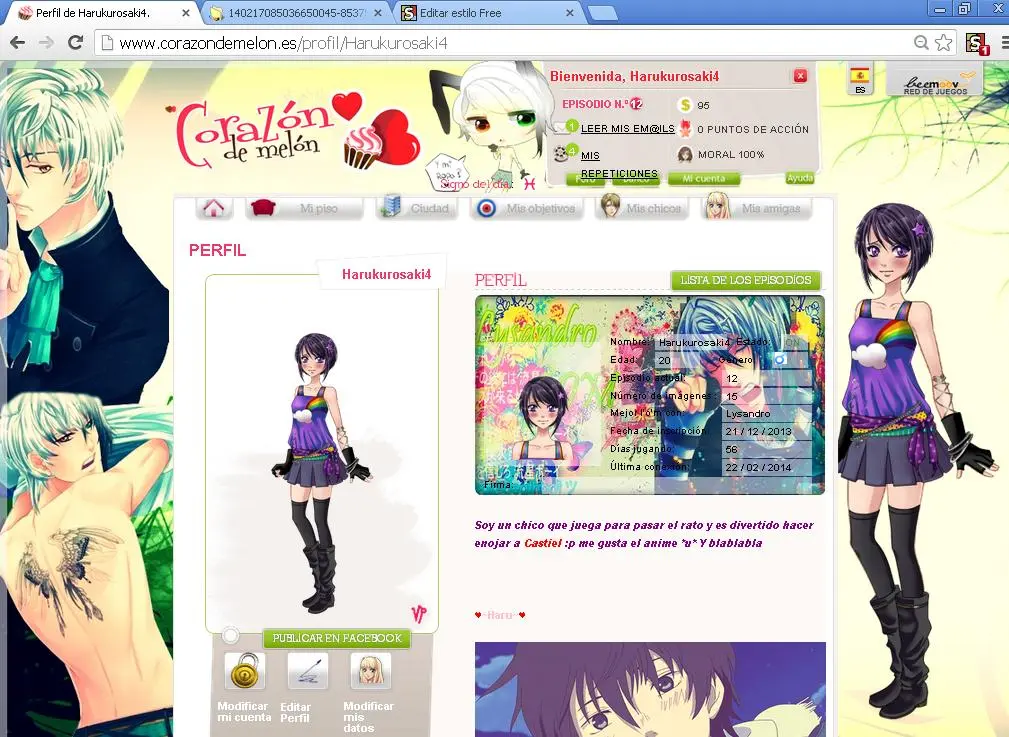 Perfil de Harukurosaki4.
140217085036650045-8537
Editar estilo Free
www.corazondemelon.es/profil/Harukurosaki4
1
Corazón
de melón
Signo del día:
Bienvenida, Harukurosaki4
EPISODIO N.º 12
95
1 LEER MIS EM@ILS
0 PUNTOS DE ACCIÓN
4 MIS
REPETICIONES
MORAL 100%
Foro
Banco
Mi cuenta
Ayuda
ES
beemoov
RED DE JUEGOS
Mi piso
Ciudad
Mis objetivos
Mis chicos
Mis amigas
PERFIL
Harukurosaki4
VP
PUBLICAR EN FACEBOOK
Modificar
mi cuenta
Editar
Perfil
Modificar
mis
datos
PERFIL
LISTA DE LOS EPISODIOS
Lysandro
Nombre: Harukurosaki4 Estado: ON
Edad: 20 Género:
Episodio actual: 12
Número de imágenes: 15
Mejor lo'm con: Lysandro
Fecha de inscripción: 21 / 12 / 2013
Días jugando: 56
Última conexión: 22 / 02 / 2014
Firma:
Soy un chico que juega para pasar el rato y es divertido hacer
enojar a Castiel :p me gusta el anime *u* Y blablabla
♥~Haru~♥